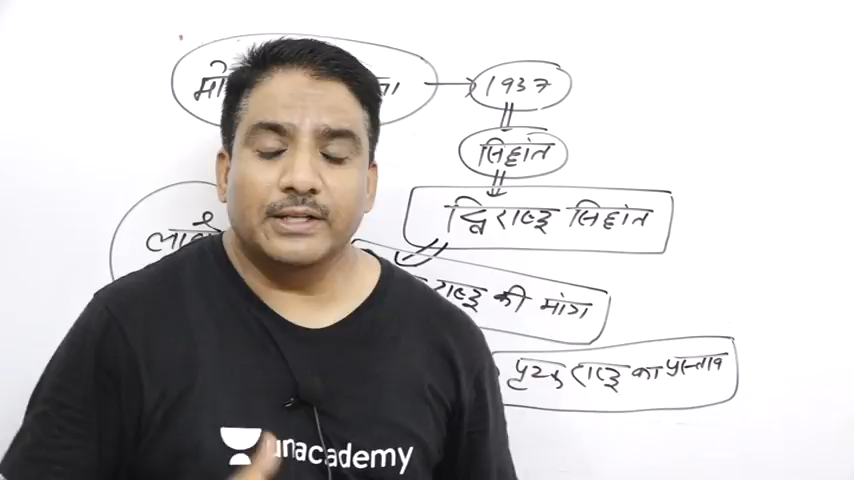 1937
सिद्धांत
द्विराष्ट्र सिद्धांत
राष्ट्र की मांग
पृथक राष्ट्र का प्रस्ताव
unacademy